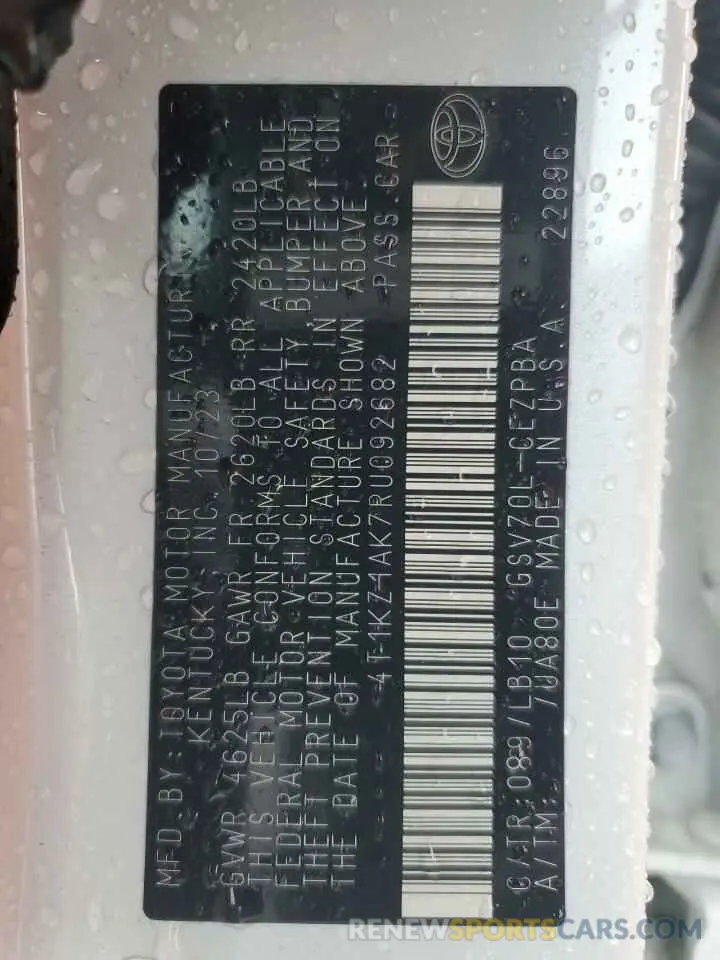 MFD.BY:TOYOTA MOTOR MANUFACTURING
KENTUCKY, INC. 10/23
GVWR 4625LB GAWR FR 2620LB RR 2420LB
THIS VEHICLE CONFORMS TO ALL APPLICABLE
FEDERAL MOTOR VEHICLE SAFETY, BUMPER AND
THEFT PREVENTION STANDARDS IN EFFECT ON
THE DATE OF MANUFACTURE SHOWN ABOVE.
4T1KZ1AK7RU092682 PASS.CAR
C/TR:089/LB10 GSV70L-CEZPBA
A/TM: /UA80E MADE IN U.S.A 22896
RENEWSPORTSCARS.COM